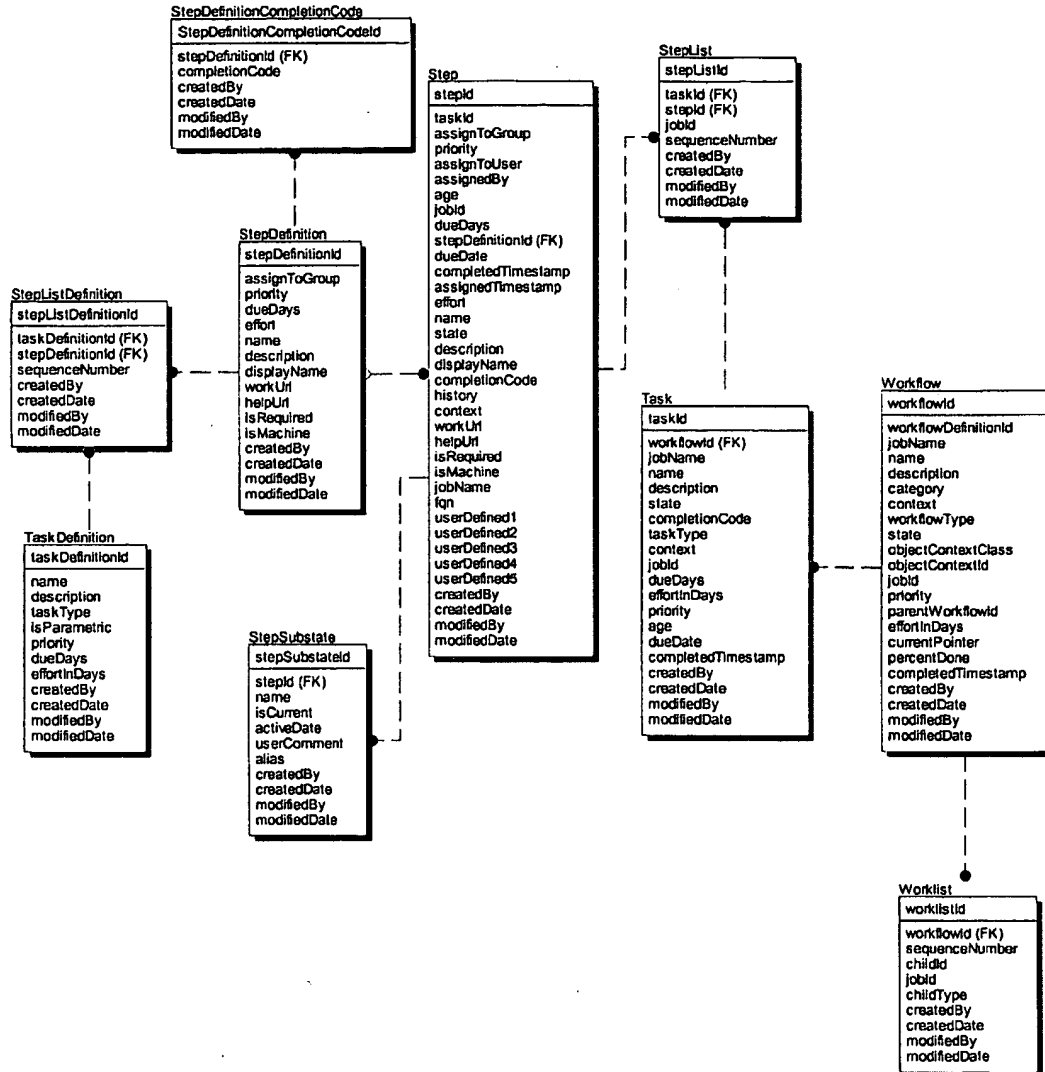 StepDefinitionCompletionCode
StepDefinitionCompletionCodeId
stepDefinitionId (FK)
completionCode
createdBy
createdDate
modifiedBy
modifiedDate
Step
stepId
taskId
assignToGroup
priority
assignToUser
assignedBy
age
jobId
dueDays
stepDefinitionId (FK)
dueDate
completedTimestamp
assignedTimestamp
effort
name
state
description
displayName
completionCode
history
context
workUrl
helpUrl
isRequired
isMachine
jobName
fqn
userDefined1
userDefined2
userDefined3
userDefined4
userDefined5
createdBy
createdDate
modifiedBy
modifiedDate
StepList
stepListId
taskId (FK)
stepId (FK)
jobId
sequenceNumber
createdBy
createdDate
modifiedBy
modifiedDate
StepDefinition
stepDefinitionId
assignToGroup
priority
dueDays
effort
name
description
displayName
workUrl
helpUrl
isRequired
isMachine
createdBy
createdDate
modifiedBy
modifiedDate
StepListDefinition
stepListDefinitionId
taskDefinitionId (FK)
stepDefinitionId (FK)
sequenceNumber
createdBy
createdDate
modifiedBy
modifiedDate
Task
taskId
workflowId (FK)
jobName
name
description
state
completionCode
taskType
context
jobId
dueDays
effortInDays
priority
age
dueDate
completedTimestamp
createdBy
createdDate
modifiedBy
modifiedDate
Workflow
workflowId
workflowDefinitionId
jobName
name
description
category
context
workflowType
state
objectContextClass
objectContextId
jobId
priority
parentWorkflowId
effortInDays
currentPointer
percentDone
completedTimestamp
createdBy
createdDate
modifiedBy
modifiedDate
TaskDefinition
taskDefinitionId
name
description
taskType
isParametric
priority
dueDays
effortInDays
createdBy
createdDate
modifiedBy
modifiedDate
StepSubstate
stepSubstateId
stepId (FK)
name
isCurrent
activeDate
userComment
alias
createdBy
createdDate
modifiedBy
modifiedDate
Worklist
worklistId
workflowId (FK)
sequenceNumber
childId
jobId
childType
createdBy
createdDate
modifiedBy
modifiedDate